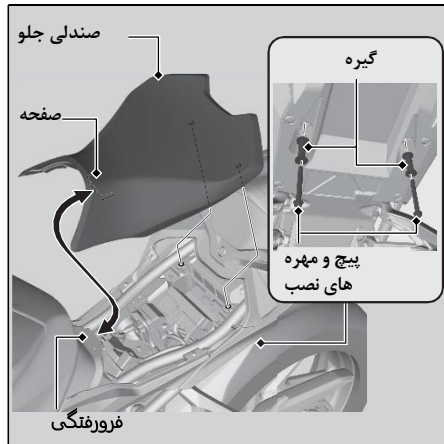 صندلی جلو
گیره
صفحه
پیچ و مهره
های نصب
فرورفتگی